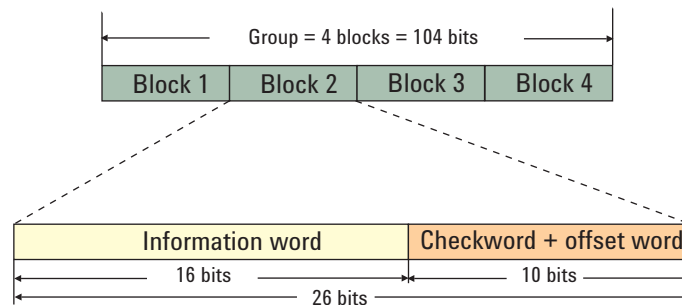 Group = 4 blocks = 104 bits
Block 1 Block 2 Block 3 Block 4
Information word Checkword + offset word
16 bits 10 bits
26 bits